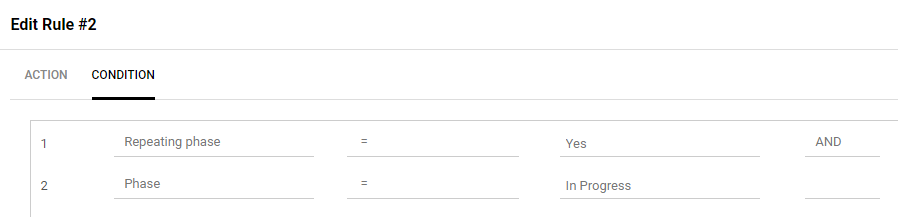 Edit Rule #2
ACTION CONDITION
1 Repeating phase = Yes AND
2 Phase = In Progress